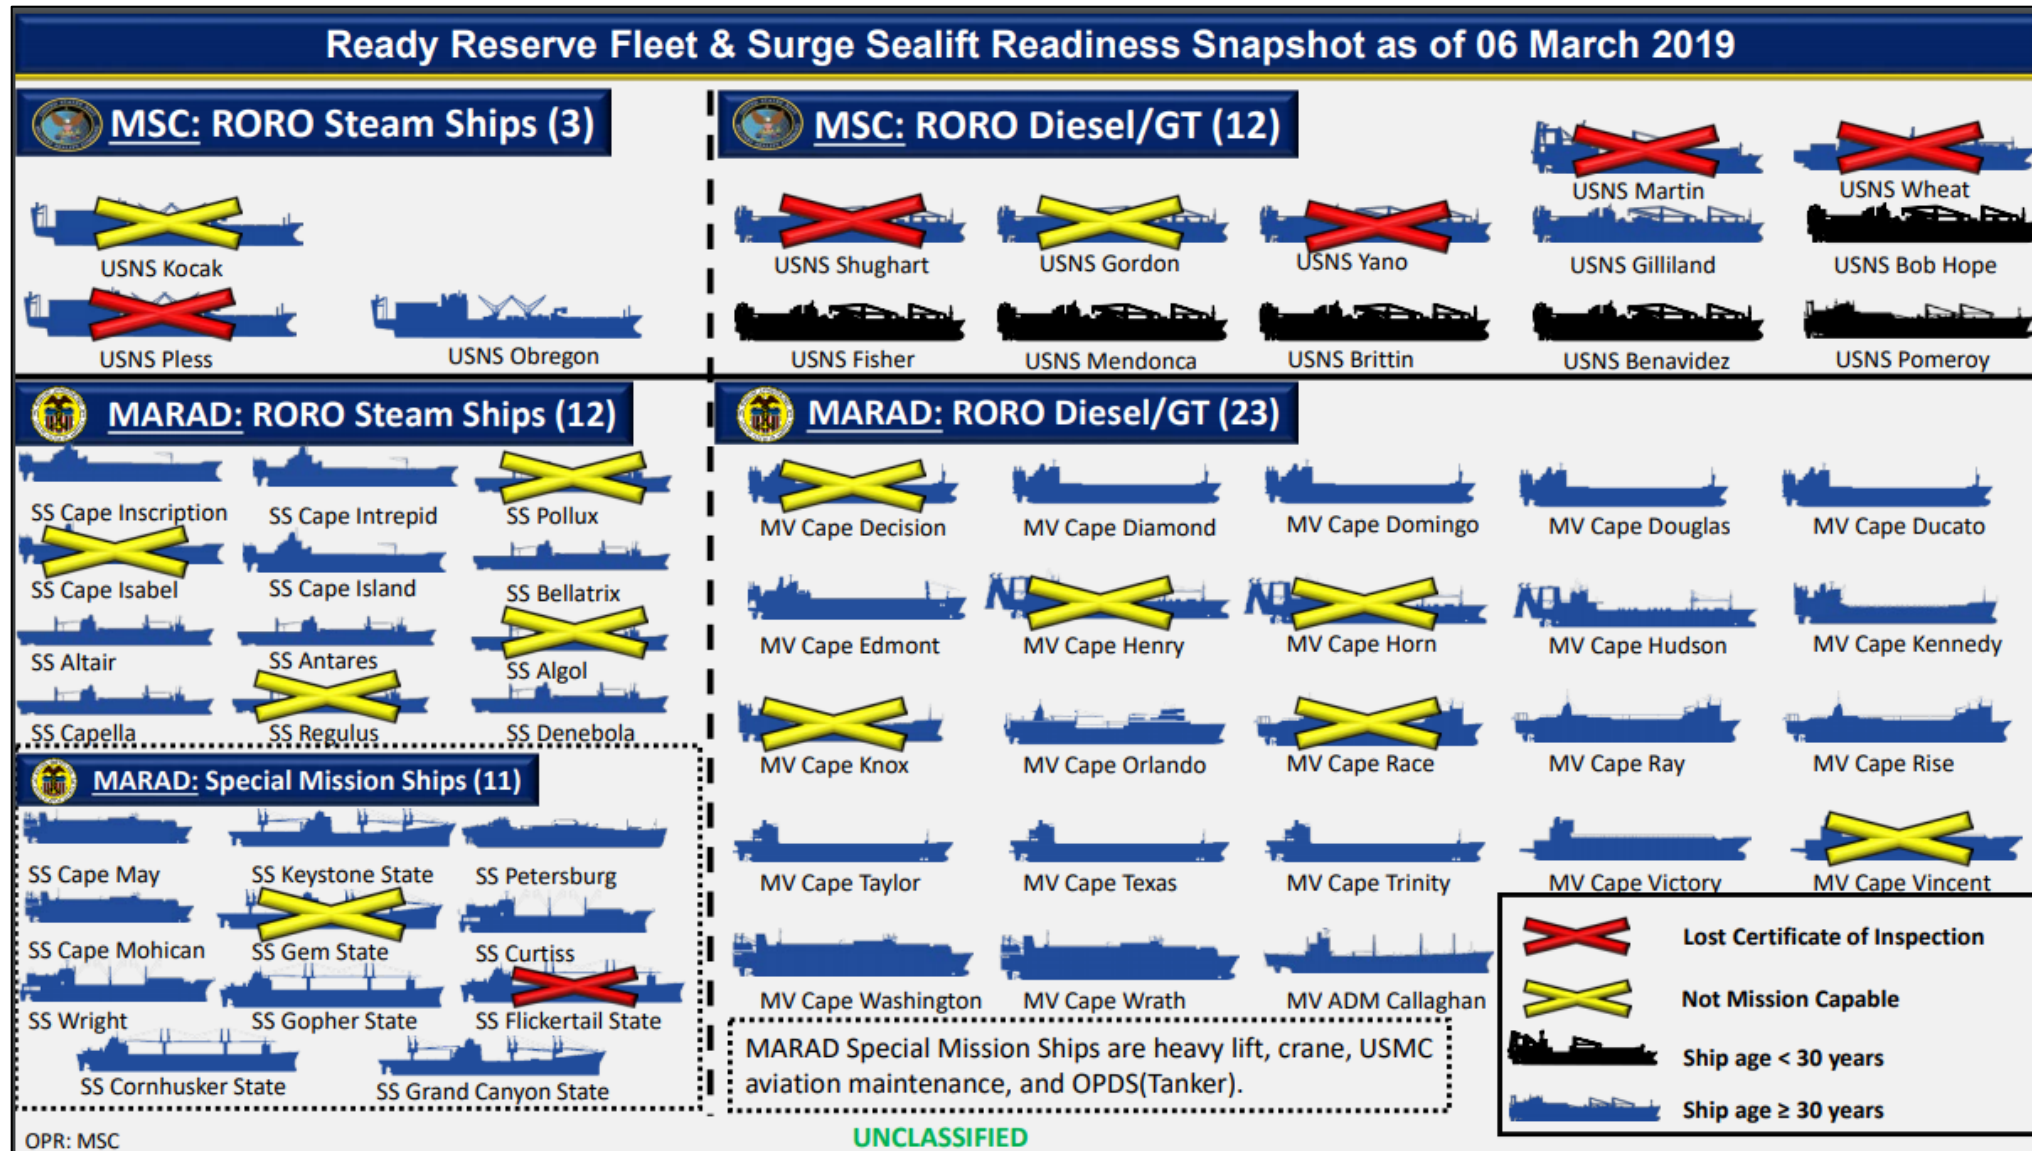 Ready Reserve Fleet & Surge Sealift Readiness Snapshot as of 06 March 2019
MSC: RORO Steam Ships (3)
USNS Kocak
USNS Pless
USNS Obregon
MSC: RORO Diesel/GT (12)
USNS Martin
USNS Wheat
USNS Shughart
USNS Gordon
USNS Yano
USNS Gilliland
USNS Bob Hope
USNS Fisher
USNS Mendonca
USNS Brittin
USNS Benavidez
USNS Pomeroy
MARAD: RORO Steam Ships (12)
SS Cape Inscription
SS Cape Intrepid
SS Pollux
SS Cape Isabel
SS Cape Island
SS Bellatrix
SS Altair
SS Antares
SS Algol
SS Capella
SS Regulus
SS Denebola
MARAD: Special Mission Ships (11)
SS Cape May
SS Keystone State
SS Petersburg
SS Cape Mohican
SS Gem State
SS Curtiss
SS Wright
SS Gopher State
SS Flickertail State
SS Cornhusker State
SS Grand Canyon State
MARAD: RORO Diesel/GT (23)
MV Cape Decision
MV Cape Diamond
MV Cape Domingo
MV Cape Douglas
MV Cape Ducato
MV Cape Edmont
MV Cape Henry
MV Cape Horn
MV Cape Hudson
MV Cape Kennedy
MV Cape Knox
MV Cape Orlando
MV Cape Race
MV Cape Ray
MV Cape Rise
MV Cape Taylor
MV Cape Texas
MV Cape Trinity
MV Cape Victory
MV Cape Vincent
MV Cape Washington
MV Cape Wrath
MV ADM Callaghan
MARAD Special Mission Ships are heavy lift, crane, USMC
aviation maintenance, and OPDS(Tanker).
Lost Certificate of Inspection
Not Mission Capable
Ship age < 30 years
Ship age ≥ 30 years
OPR: MSC
UNCLASSIFIED